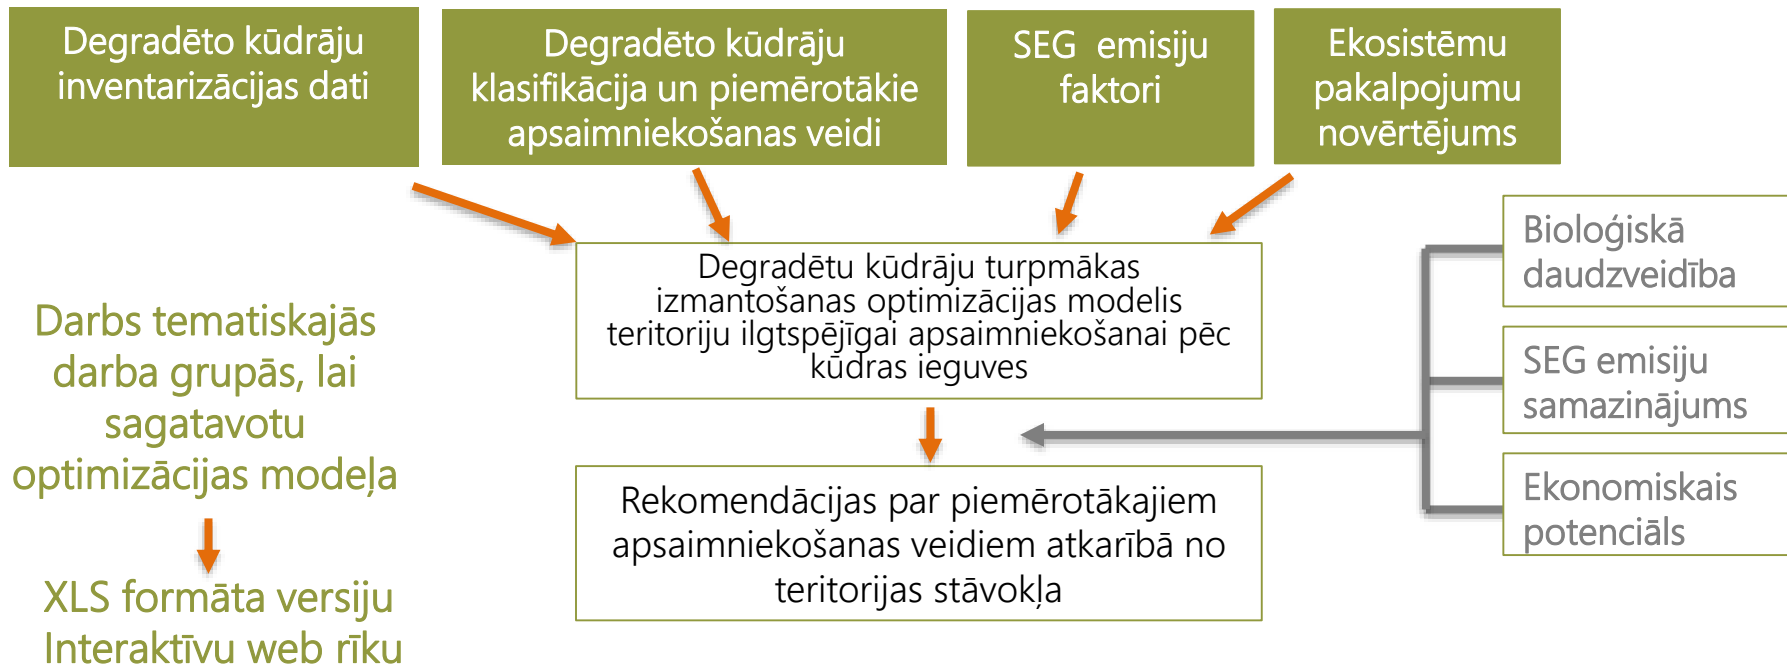 Degradēto kūdrāju
inventarizācijas dati
Degradēto kūdrāju
klasifikācija un piemērotākie
apsaimniekošanas veidi
SEG emisiju
faktori
Ekosistēmu
pakalpojumu
novērtējums
Degradētu kūdrāju turpmākas
izmantošanas optimizācijas modelis
teritoriju ilgtspējīgai apsaimniekošanai pēc
kūdras ieguves
Bioloģiskā
daudzveidība
SEG emisiju
samazinājums
Ekonomiskais
potenciāls
Darbs tematiskajās
darba grupās, lai
sagatavotu
optimizācijas modeļa
XLS formāta versiju
Interaktīvu web rīku
Rekomendācijas par piemērotākajiem
apsaimniekošanas veidiem atkarībā no
teritorijas stāvokļa